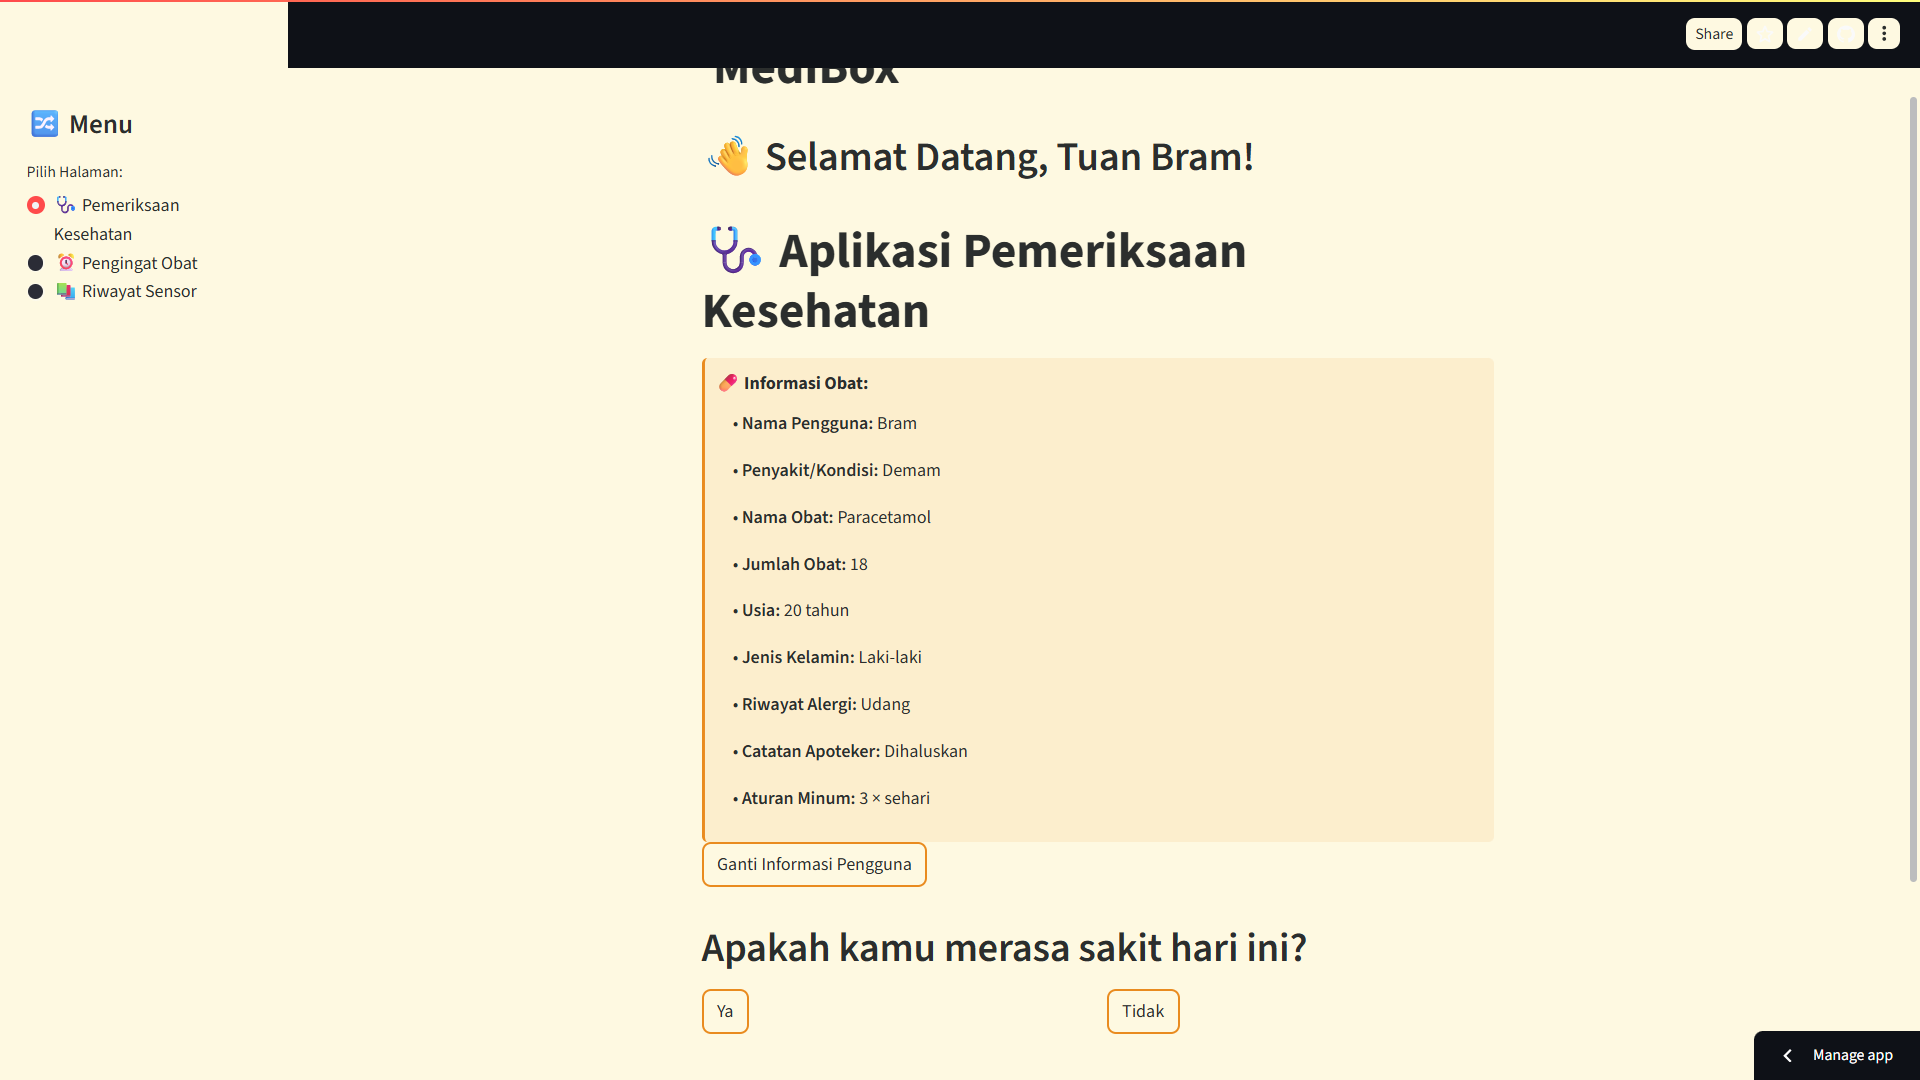 Share
MediBox
Menu
Selamat Datang, Tuan Bram!
Pilih Halaman:
Pemeriksaan
Kesehatan
Pengingat Obat
Riwayat Sensor
Aplikasi Pemeriksaan
Kesehatan
Informasi Obat:
• Nama Pengguna: Bram
• Penyakit/Kondisi: Demam
• Nama Obat: Paracetamol
• Jumlah Obat: 18
• Usia: 20 tahun
• Jenis Kelamin: Laki-laki
• Riwayat Alergi: Udang
• Catatan Apoteker: Dihaluskan
• Aturan Minum: 3 × sehari
Ganti Informasi Pengguna
Apakah kamu merasa sakit hari ini?
Ya
Tidak
Manage app